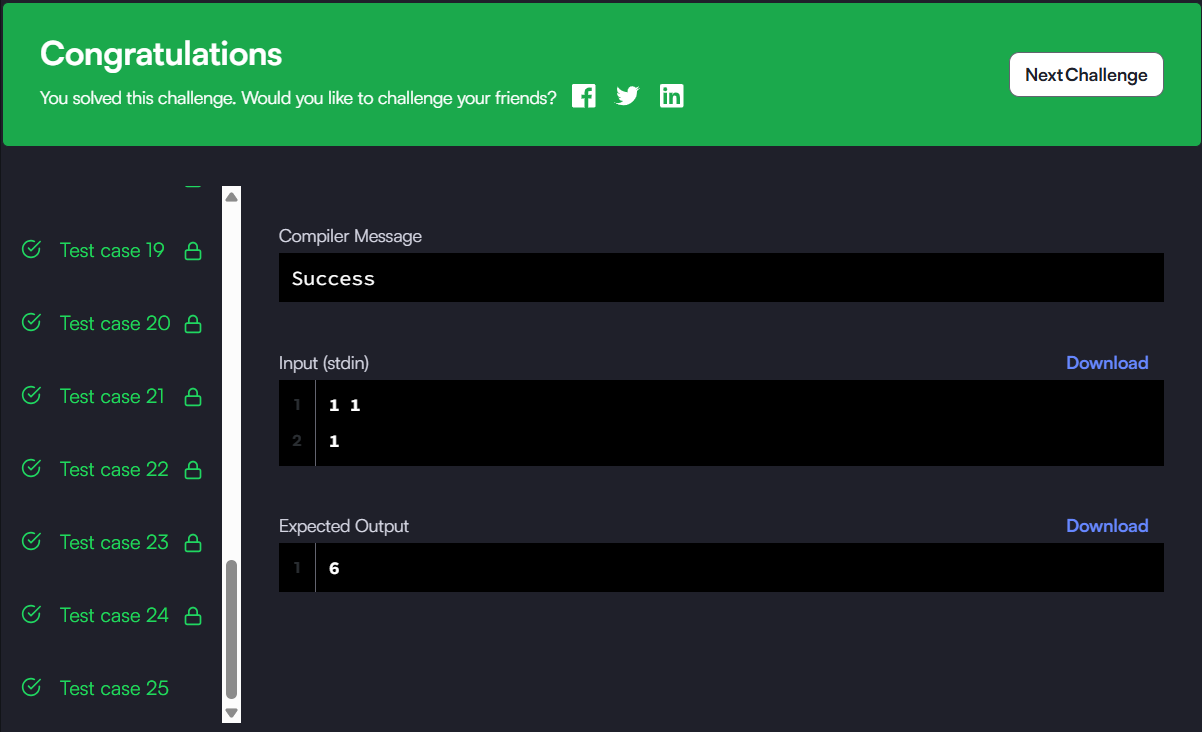 Congratulations
You solved this challenge. Would you like to challenge your friends?
Next Challenge
Test case 19
Test case 20
Test case 21
Test case 22
Test case 23
Test case 24
Test case 25
Compiler Message
Success
Input (stdin)
Download
1 1 1
2 1
Expected Output
Download
1 6